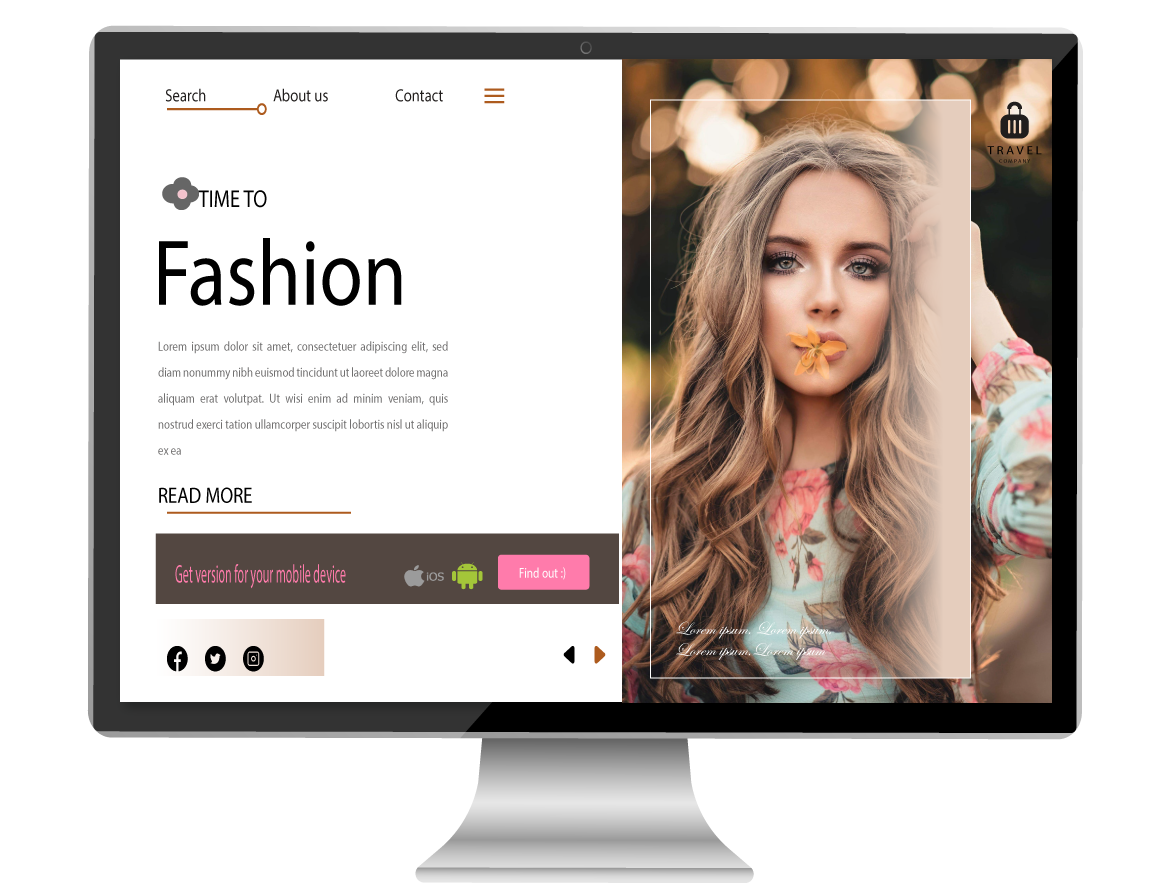 Search About us Contact
TIME TO
Fashion
Lorem ipsum dolor sit amet, consectetuer adipiscing elit, sed
diam nonummy nibh euismod tincidunt ut laoreet dolore magna
aliquam erat volutpat. Ut wisi enim ad minim veniam, quis
nostrud exerci tation ullamcorper suscipit lobortis nisl ut aliquip
ex ea
READ MORE
Get version for your mobile device
iOS
Find out :)
TRAVEL
COMPANY
Lorem ipsum, Lorem ipsum,
Lorem ipsum, Lorem ipsum